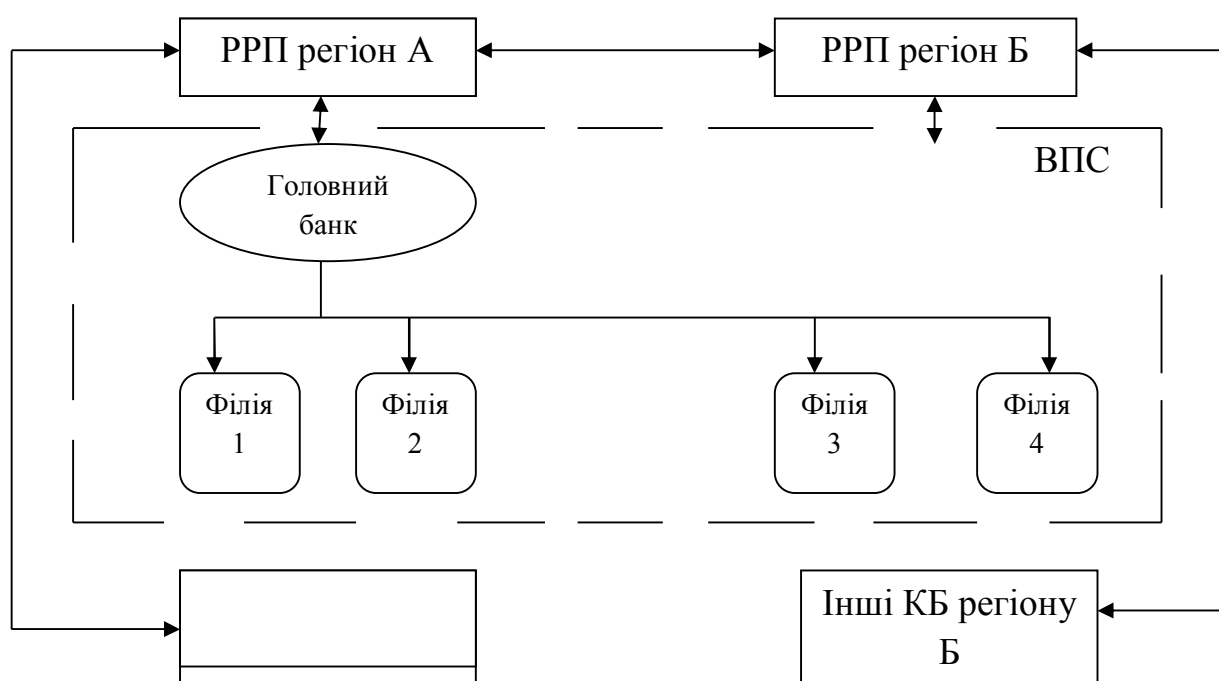 РРП регіон А
РРП регіон Б
ВПС
Головний
банк
Філія
1
Філія
2
Філія
3
Філія
4
Інші КБ регіону
Б